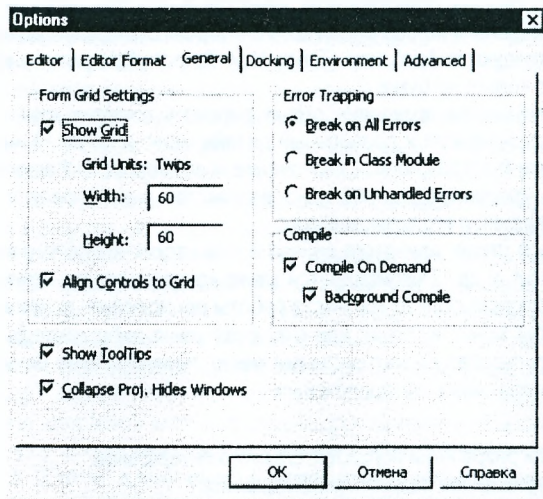 Options
Editor Editor Format General Docking Environment Advanced
Form Grid Settings
Show Grid
Grid Units: Twips
Width: 60
Height: 60
Align Controls to Grid
Show ToolTips
Collapse Proj. Hides Windows
Error Trapping
Break on All Errors
Break in Class Module
Break on Unhandled Errors
Compile
Compile On Demand
Background Compile
OK Отмена Справка